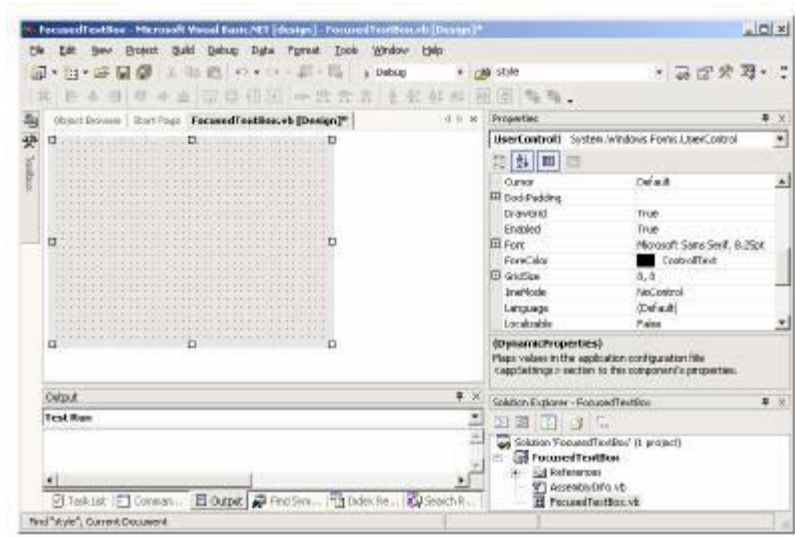 FocusedTextBox - Microsoft Visual Basic.NET [design] - FocusedTextBox.vb [Design]*
File Edit View Project Build Debug Data Format Tools Window Help
Debug style
Toolbox
Object Browser Start Page FocusedTextBox.vb [Design]*
Properties
UserControl1 System.Windows.Forms.UserControl
Cursor Default
DockPadding
DrawGrid True
Enabled True
Font Microsoft Sans Serif, 8.25pt
ForeColor ControlText
GridSize 8, 8
ImeMode NoControl
Language (Default)
Localizable False
(DynamicProperties)
Maps values in the application configuration file
<appSettings> section to this component's properties.
Output
Test Run
Task List Comman... Output Find Sym... Index Re... Search R...
Solution Explorer - FocusedTextBox
Solution 'FocusedTextBox' (1 project)
FocusedTextBox
References
AssemblyInfo.vb
FocusedTextBox.vb
Find "style", Current Document